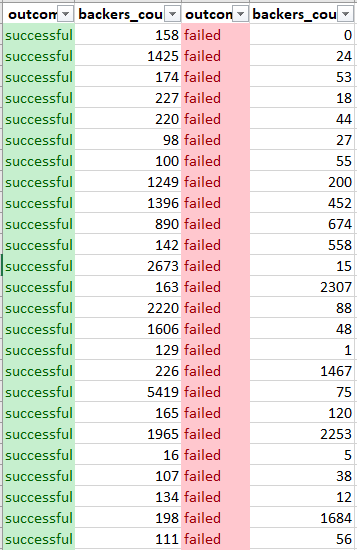 outcom backers_cou outcon backers_cou
successful 158 failed 0
successful 1425 failed 24
successful 174 failed 53
successful 227 failed 18
successful 220 failed 44
successful 98 failed 27
successful 100 failed 55
successful 1249 failed 200
successful 1396 failed 452
successful 890 failed 674
successful 142 failed 558
successful 2673 failed 15
successful 163 failed 2307
successful 2220 failed 88
successful 1606 failed 48
successful 129 failed 1
successful 226 failed 1467
successful 5419 failed 75
successful 165 failed 120
successful 1965 failed 2253
successful 16 failed 5
successful 107 failed 38
successful 134 failed 12
successful 198 failed 1684
successful 111 failed 56